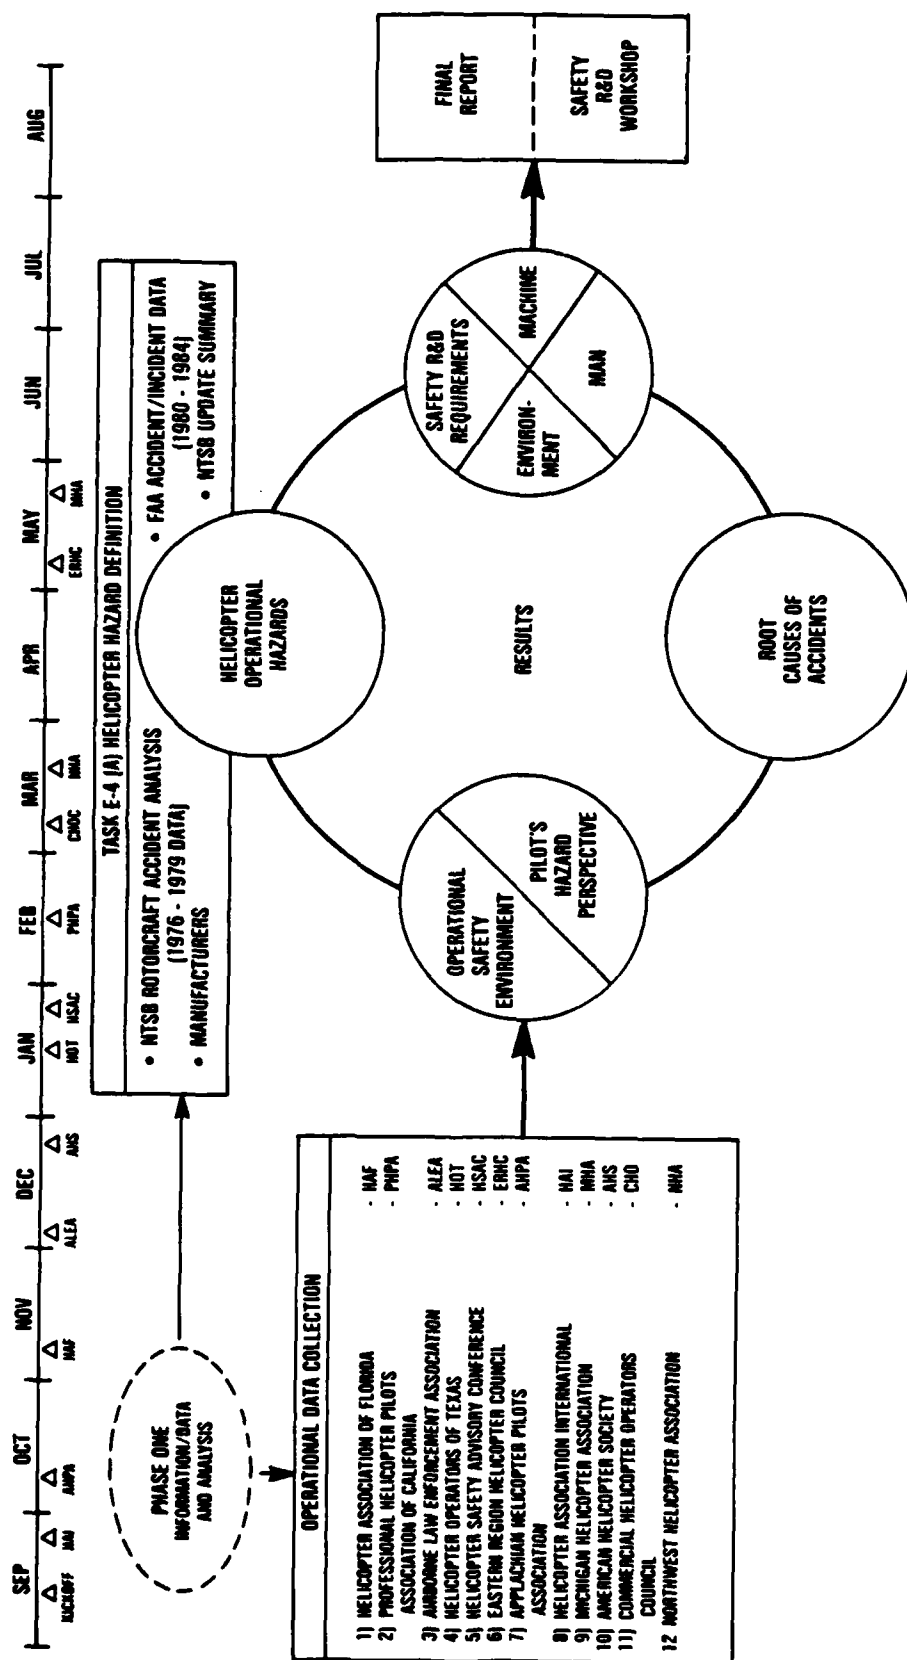 SEP OCT NOV DEC JAN FEB MAR APR MAY JUN JUL AUG
KICKOFF HAI AHPA HAF ALEA AHS HOT HSAC PHPA CHOC NHA ERHC MHA
PHASE ONE
INFORMATION/DATA
AND ANALYSIS
TASK E-4 (A) HELICOPTER HAZARD DEFINITION
• NTSB ROTORCRAFT ACCIDENT ANALYSIS
(1976 - 1979 DATA)
• MANUFACTURERS
• FAA ACCIDENT/INCIDENT DATA
(1980 - 1984)
• NTSB UPDATE SUMMARY
OPERATIONAL DATA COLLECTION
1) HELICOPTER ASSOCIATION OF FLORIDA - HAF
2) PROFESSIONAL HELICOPTER PILOTS - PHPA
ASSOCIATION OF CALIFORNIA
3) AIRBORNE LAW ENFORCEMENT ASSOCIATION - ALEA
4) HELICOPTER OPERATORS OF TEXAS - HOT
5) HELICOPTER SAFETY ADVISORY CONFERENCE - HSAC
6) EASTERN REGION HELICOPTER COUNCIL - ERHC
7) APPLACHIAN HELICOPTER PILOTS - AHPA
ASSOCIATION
8) HELICOPTER ASSOCIATION INTERNATIONAL - HAI
9) MICHIGAN HELICOPTER ASSOCIATION - MHA
10) AMERICAN HELICOPTER SOCIETY - AHS
11) COMMERCIAL HELICOPTER OPERATORS - CHO
COUNCIL
12 NORTHWEST HELICOPTER ASSOCIATION - NHA
OPERATIONAL
SAFETY
ENVIRONMENT
PILOT'S
HAZARD
PERSPECTIVE
HELICOPTER
OPERATIONAL
HAZARDS
RESULTS
ROOT
CAUSES OF
ACCIDENTS
SAFETY R&D
REQUIREMENTS
MACHINE
ENVIRON-
MENT
MAN
FINAL
REPORT
SAFETY
R&D
WORKSHOP